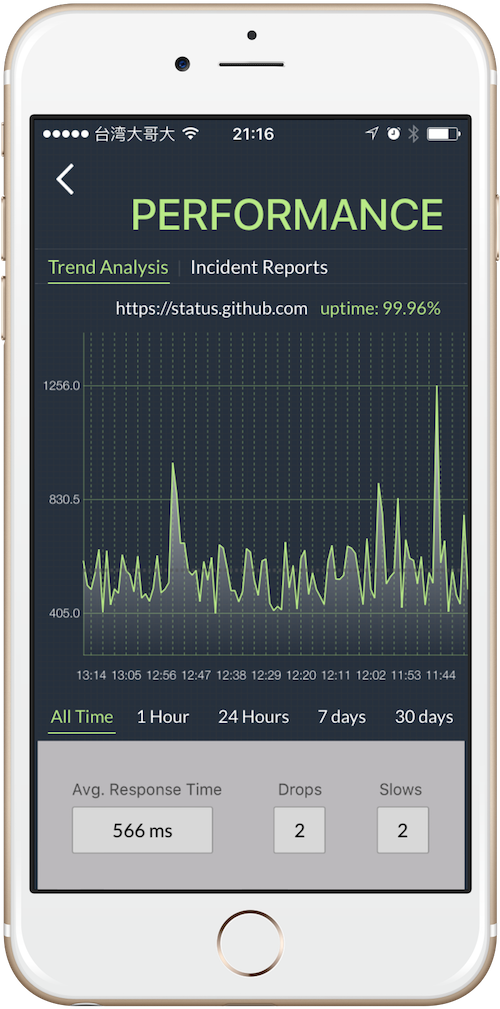 台湾大哥大 21:16
PERFORMANCE
Trend Analysis | Incident Reports
https://status.github.com uptime: 99.96%
1256.0
830.5
405.0
13:14 13:05 12:56 12:47 12:38 12:29 12:20 12:11 12:02 11:53 11:44
All Time 1 Hour 24 Hours 7 days 30 days
Avg. Response Time Drops Slows
566 ms 2 2